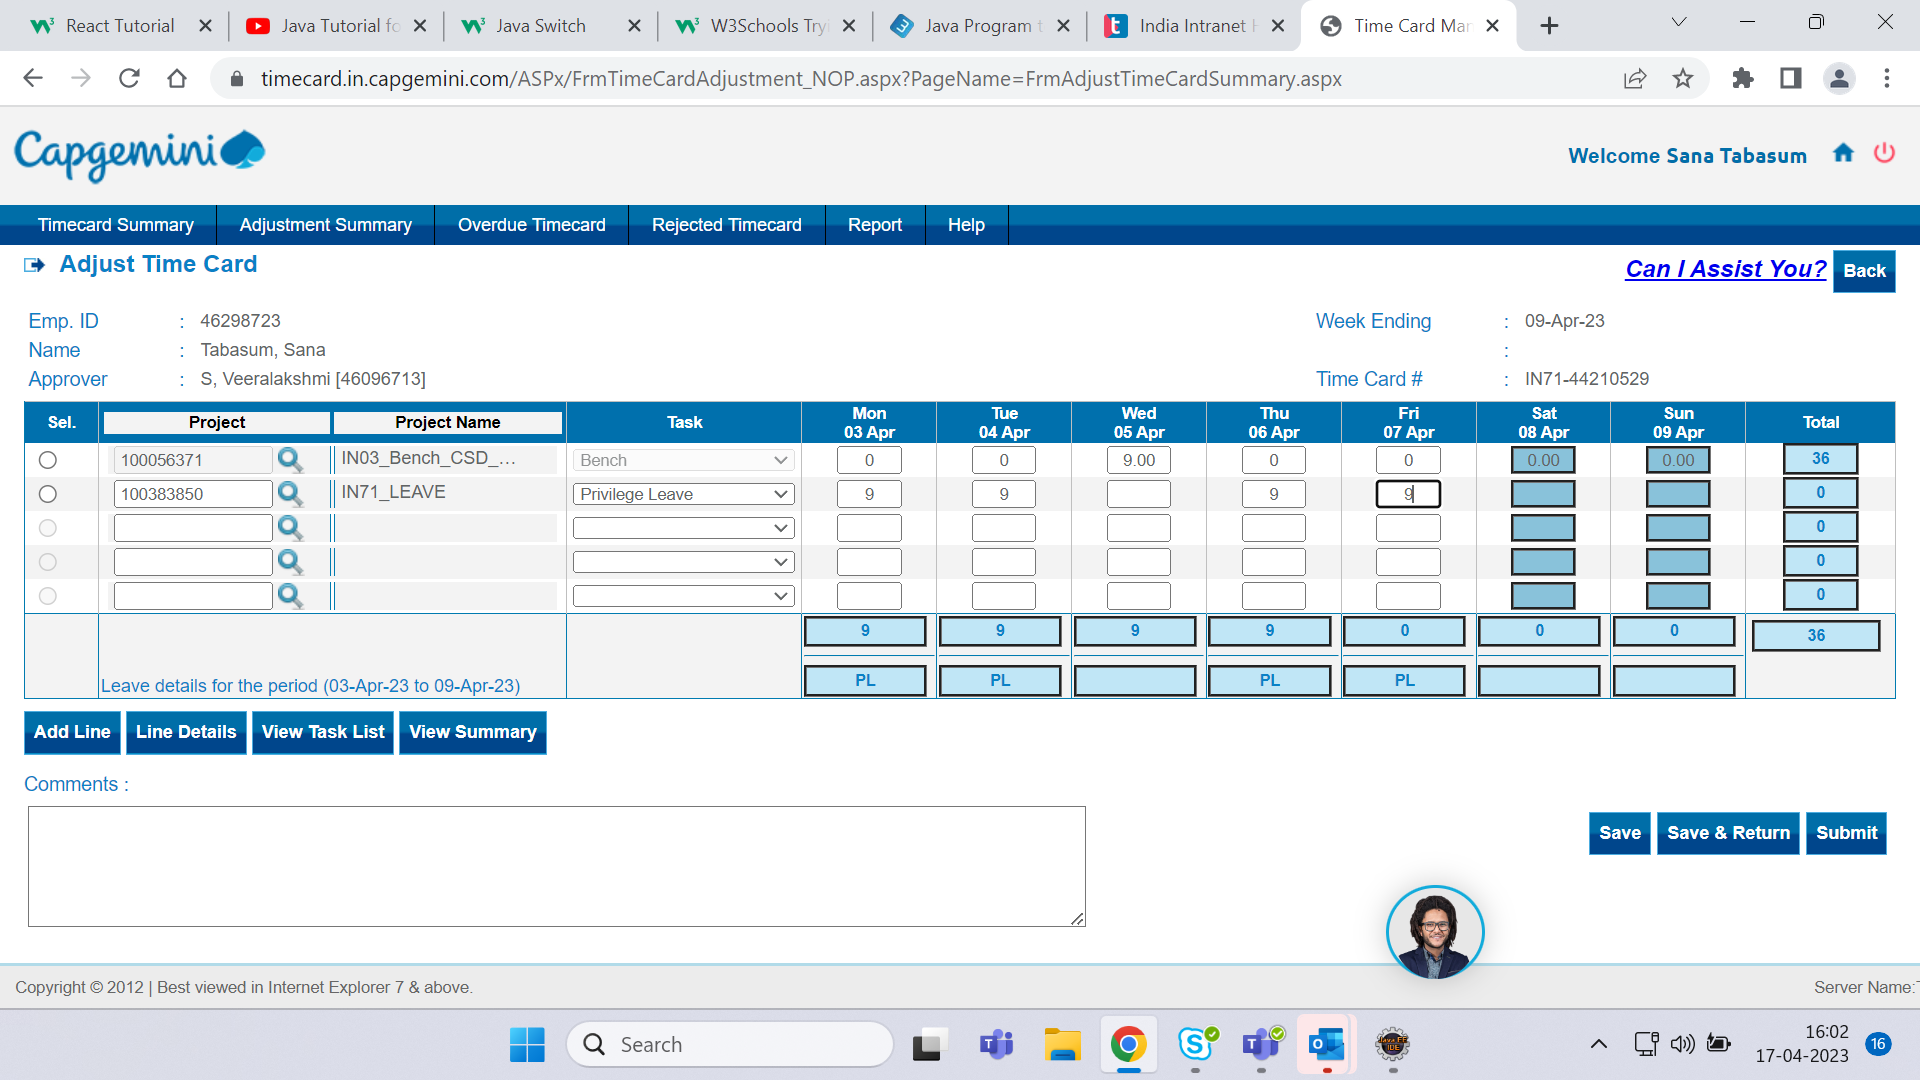 React Tutorial
Java Tutorial fo
Java Switch
W3Schools Tryi
Java Program t
India Intranet H
Time Card Man
timecard.in.capgemini.com/ASPx/FrmTimeCardAdjustment_NOP.aspx?PageName=FrmAdjustTimeCardSummary.aspx
Capgemini
Welcome Sana Tabasum
Timecard Summary Adjustment Summary Overdue Timecard Rejected Timecard Report Help
Adjust Time Card
Can I Assist You? Back
Emp. ID : 46298723 Week Ending : 09-Apr-23
Name : Tabasum, Sana :
Approver : S, Veeralakshmi [46096713] Time Card # : IN71-44210529
Sel. Project Project Name Task Mon 03 Apr Tue 04 Apr Wed 05 Apr Thu 06 Apr Fri 07 Apr Sat 08 Apr Sun 09 Apr Total
100056371 IN03_Bench_CSD_... Bench 0 0 9.00 0 0 0.00 0.00 36
100383850 IN71_LEAVE Privilege Leave 9 9 9 9 0
0
0
0
9 9 9 9 0 0 0 36
Leave details for the period (03-Apr-23 to 09-Apr-23) PL PL PL PL
Add Line Line Details View Task List View Summary
Comments :
Save Save & Return Submit
Copyright © 2012 | Best viewed in Internet Explorer 7 & above. Server Name:
Search
16:02
17-04-2023
16